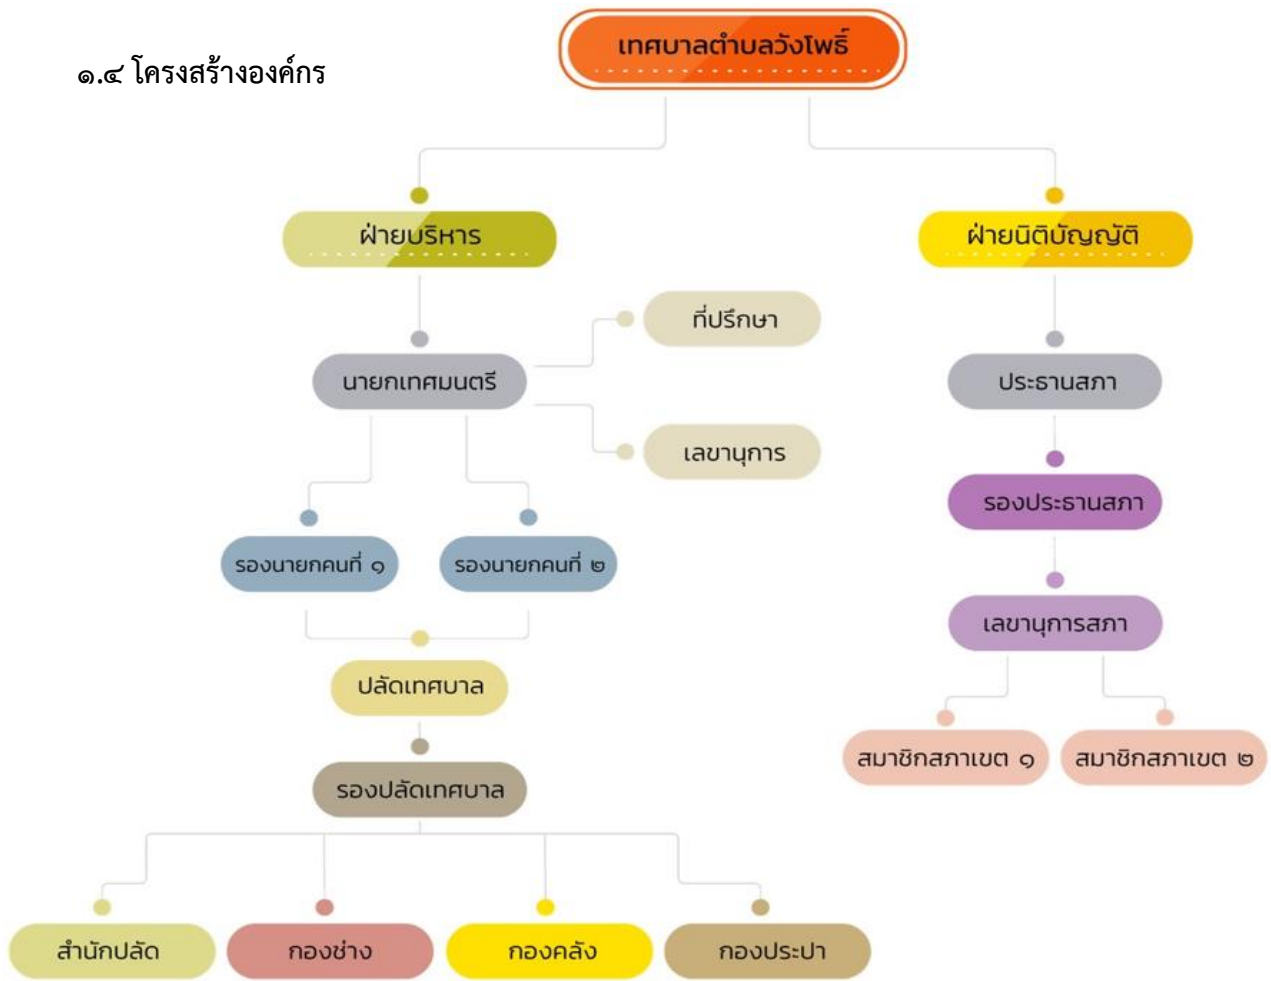 เทศบาลตำบลวังโพธิ์
๑.๔ โครงสร้างองค์กร
ฝ่ายบริหาร
ฝ่ายนิติบัญญัติ
ที่ปรึกษา
นายกเทศมนตรี
ประธานสภา
เลขานุการ
รองประธานสภา
รองนายกคนที่ ๑
รองนายกคนที่ ๒
เลขานุการสภา
ปลัดเทศบาล
สมาชิกสภาเขต ๑
สมาชิกสภาเขต ๒
รองปลัดเทศบาล
สำนักปลัด
กองช่าง
กองคลัง
กองประปา